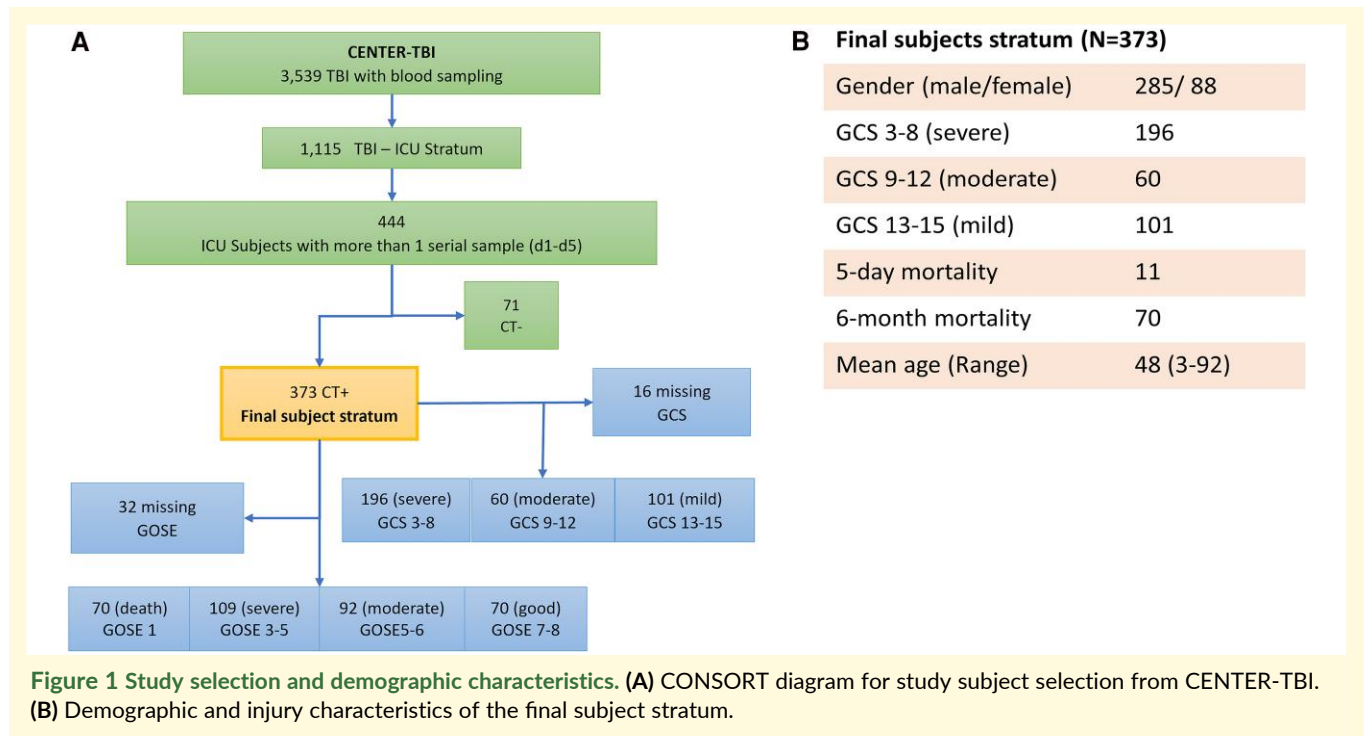 A
CENTER-TBI
3,539 TBI with blood sampling
1,115 TBI – ICU Stratum
444
ICU Subjects with more than 1 serial sample (d1-d5)
71
CT-
373 CT+
Final subject stratum
16 missing
GCS
196 (severe)
GCS 3-8
60 (moderate)
GCS 9-12
101 (mild)
GCS 13-15
32 missing
GOSE
70 (death)
GOSE 1
109 (severe)
GOSE 3-5
92 (moderate)
GOSE5-6
70 (good)
GOSE 7-8
B Final subjects stratum (N=373)
Gender (male/female) 285/ 88
GCS 3-8 (severe) 196
GCS 9-12 (moderate) 60
GCS 13-15 (mild) 101
5-day mortality 11
6-month mortality 70
Mean age (Range) 48 (3-92)
Figure 1 Study selection and demographic characteristics. (A) CONSORT diagram for study subject selection from CENTER-TBI.
(B) Demographic and injury characteristics of the final subject stratum.